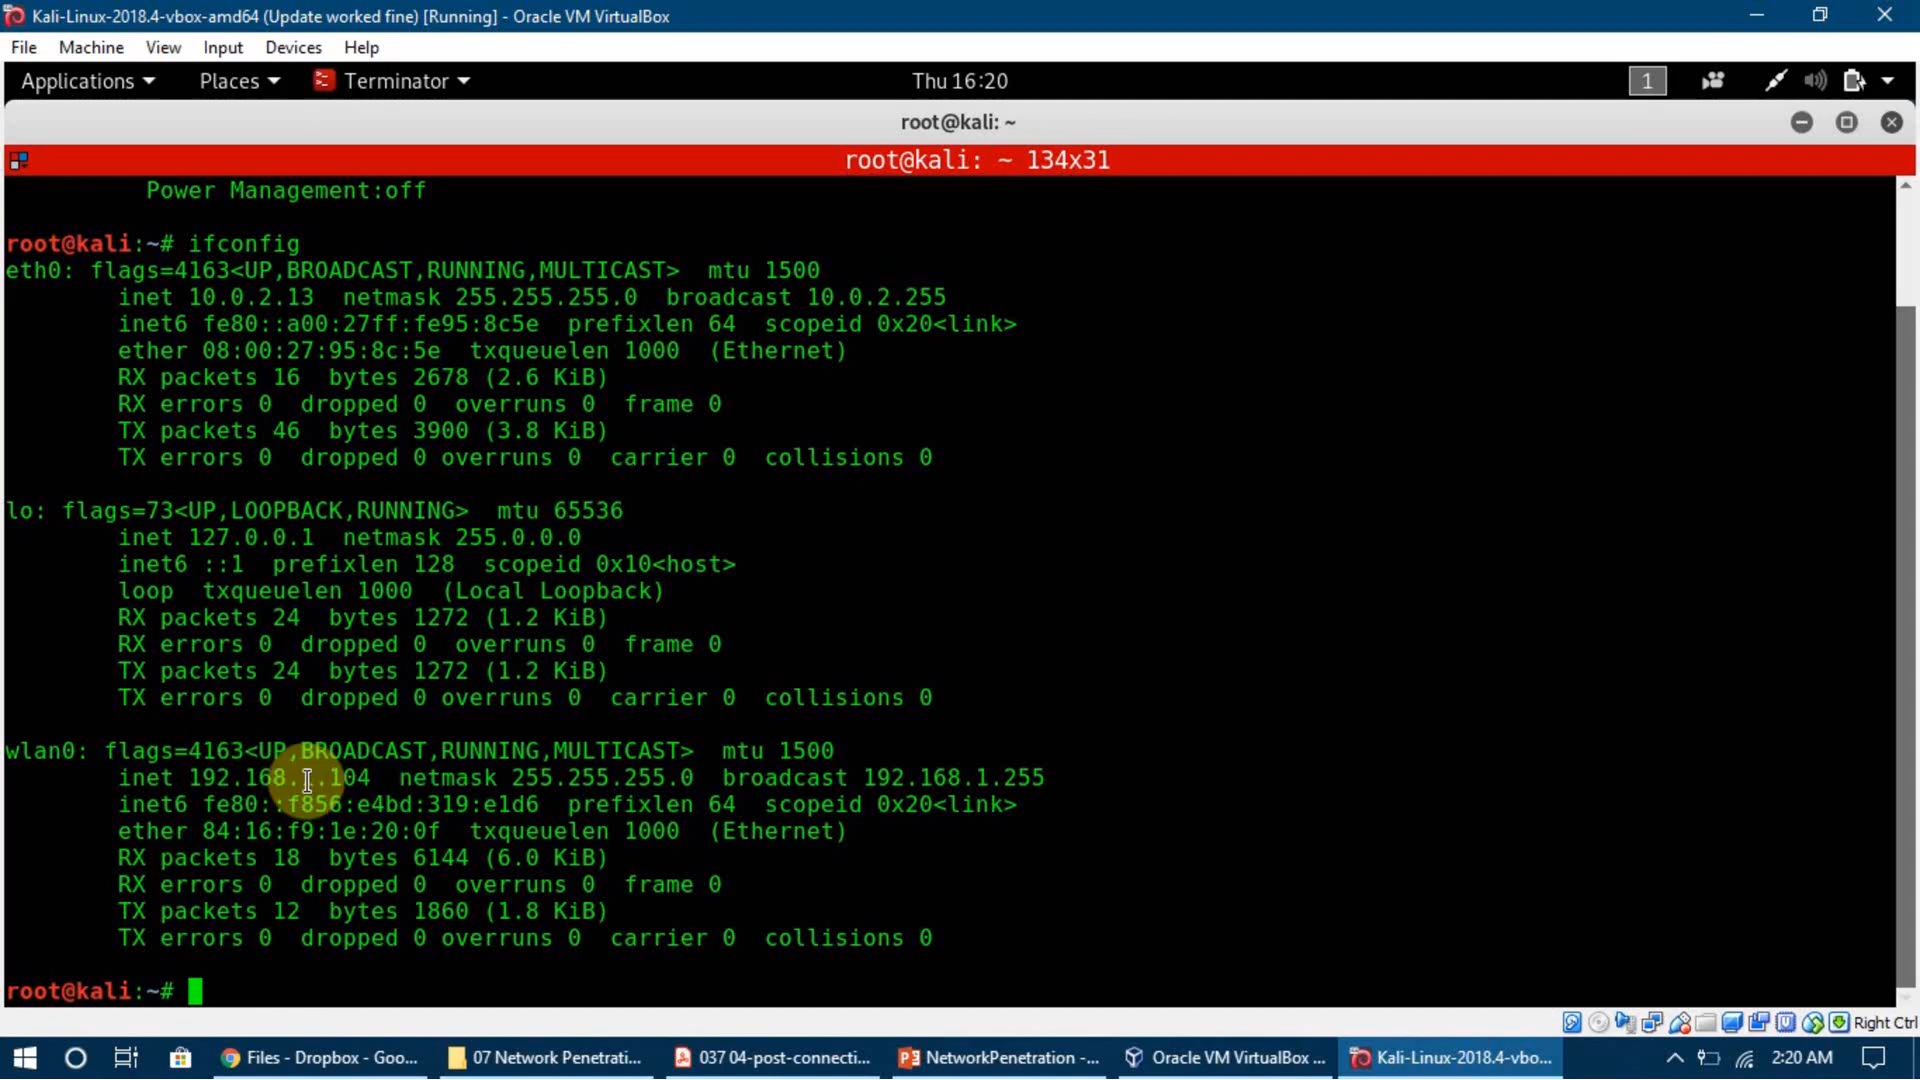 Kali-Linux-2018.4-vbox-amd64 (Update worked fine) [Running] - Oracle VM VirtualBox
File Machine View Input Devices Help
Applications Places Terminator Thu 16:20 1
root@kali: ~
root@kali: ~ 134x31
Power Management:off
root@kali:~# ifconfig
eth0: flags=4163<UP,BROADCAST,RUNNING,MULTICAST> mtu 1500
inet 10.0.2.13 netmask 255.255.255.0 broadcast 10.0.2.255
inet6 fe80::a00:27ff:fe95:8c5e prefixlen 64 scopeid 0x20<link>
ether 08:00:27:95:8c:5e txqueuelen 1000 (Ethernet)
RX packets 16 bytes 2678 (2.6 KiB)
RX errors 0 dropped 0 overruns 0 frame 0
TX packets 46 bytes 3900 (3.8 KiB)
TX errors 0 dropped 0 overruns 0 carrier 0 collisions 0
lo: flags=73<UP,LOOPBACK,RUNNING> mtu 65536
inet 127.0.0.1 netmask 255.0.0.0
inet6 ::1 prefixlen 128 scopeid 0x10<host>
loop txqueuelen 1000 (Local Loopback)
RX packets 24 bytes 1272 (1.2 KiB)
RX errors 0 dropped 0 overruns 0 frame 0
TX packets 24 bytes 1272 (1.2 KiB)
TX errors 0 dropped 0 overruns 0 carrier 0 collisions 0
wlan0: flags=4163<UP,BROADCAST,RUNNING,MULTICAST> mtu 1500
inet 192.168.1.104 netmask 255.255.255.0 broadcast 192.168.1.255
inet6 fe80::f856:e4bd:319:e1d6 prefixlen 64 scopeid 0x20<link>
ether 84:16:f9:1e:20:0f txqueuelen 1000 (Ethernet)
RX packets 18 bytes 6144 (6.0 KiB)
RX errors 0 dropped 0 overruns 0 frame 0
TX packets 12 bytes 1860 (1.8 KiB)
TX errors 0 dropped 0 overruns 0 carrier 0 collisions 0
root@kali:~#
Right Ctrl
Files - Dropbox - Goo... 07 Network Penetrati... 037 04-post-connecti... NetworkPenetration -... Oracle VM VirtualBox ... Kali-Linux-2018.4-vbo... 2:20 AM